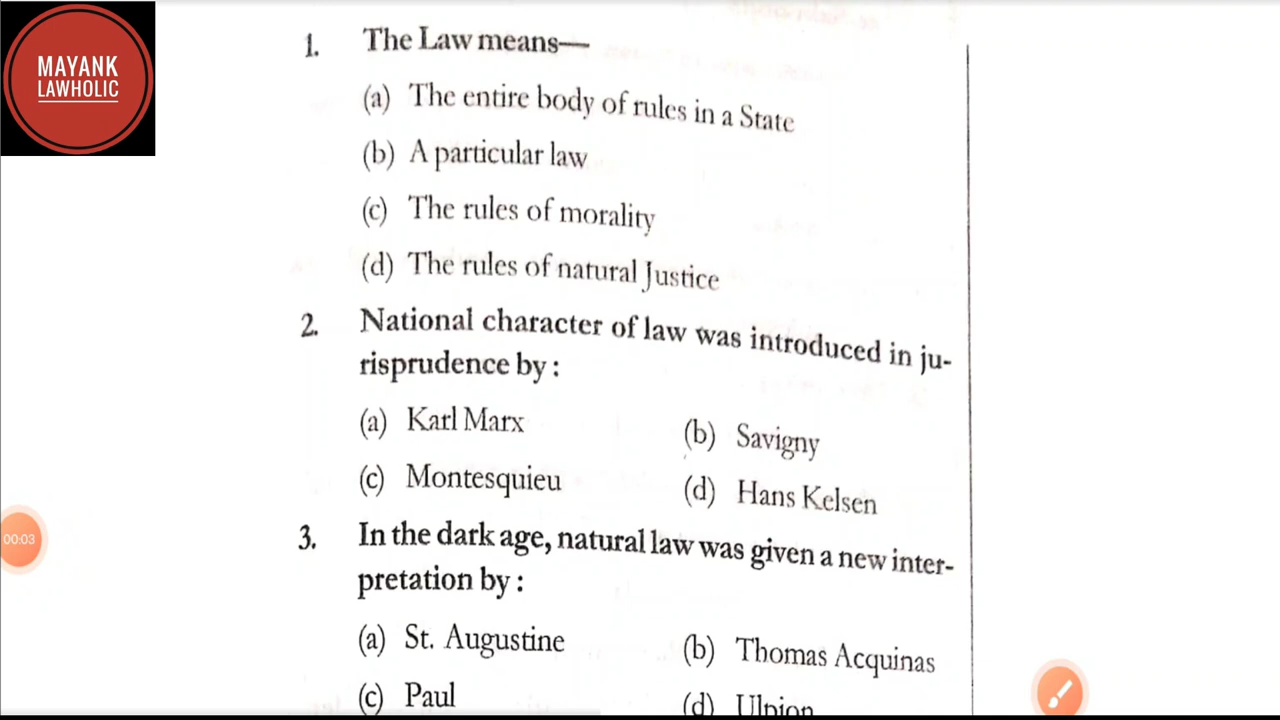 MAYANK
LAWHOLIC
1. The Law means—
(a) The entire body of rules in a State
(b) A particular law
(c) The rules of morality
(d) The rules of natural Justice
2. National character of law was introduced in ju-
risprudence by :
(a) Karl Marx (b) Savigny
(c) Montesquieu (d) Hans Kelsen
00:03
3. In the dark age, natural law was given a new inter-
pretation by :
(a) St. Augustine (b) Thomas Acquinas
(c) Paul (d) Ulpion